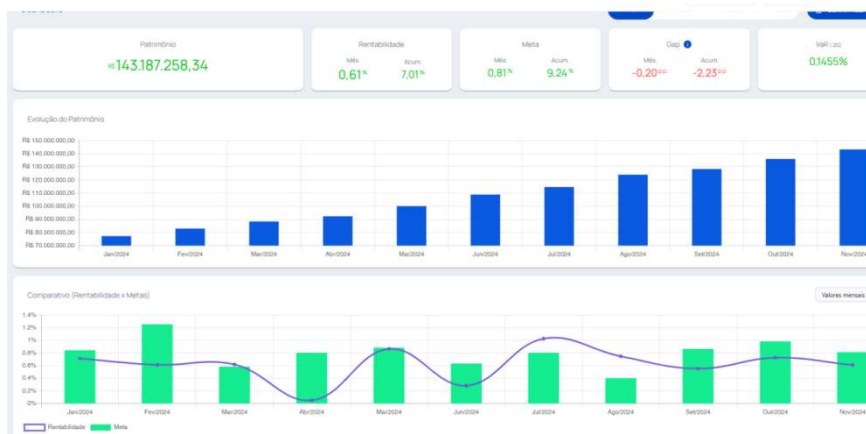 Patrimônio
R$143.187.258,34
Rentabilidade
Mês Acum
0,61% 7,01%
Meta
Mês Acum
0,81% 9,24%
Gap
Mês Acum
-0,20 p.p -2,23 p.p
VaR
0,1455%
Evolução do Patrimônio
R$ 150.000.000,00
R$ 140.000.000,00
R$ 130.000.000,00
R$ 120.000.000,00
R$ 110.000.000,00
R$ 100.000.000,00
R$ 90.000.000,00
R$ 80.000.000,00
R$ 70.000.000,00
Jan/2024 Fev/2024 Mar/2024 Abr/2024 Mai/2024 Jun/2024 Jul/2024 Ago/2024 Set/2024 Out/2024 Nov/2024
Comparativo (Rentabilidade x Metas)
Valores mensais
1.4%
1.2%
1%
0.8%
0.6%
0.4%
0.2%
0%
Jan/2024 Fev/2024 Mar/2024 Abr/2024 Mai/2024 Jun/2024 Jul/2024 Ago/2024 Set/2024 Out/2024 Nov/2024
Rentabilidade Meta